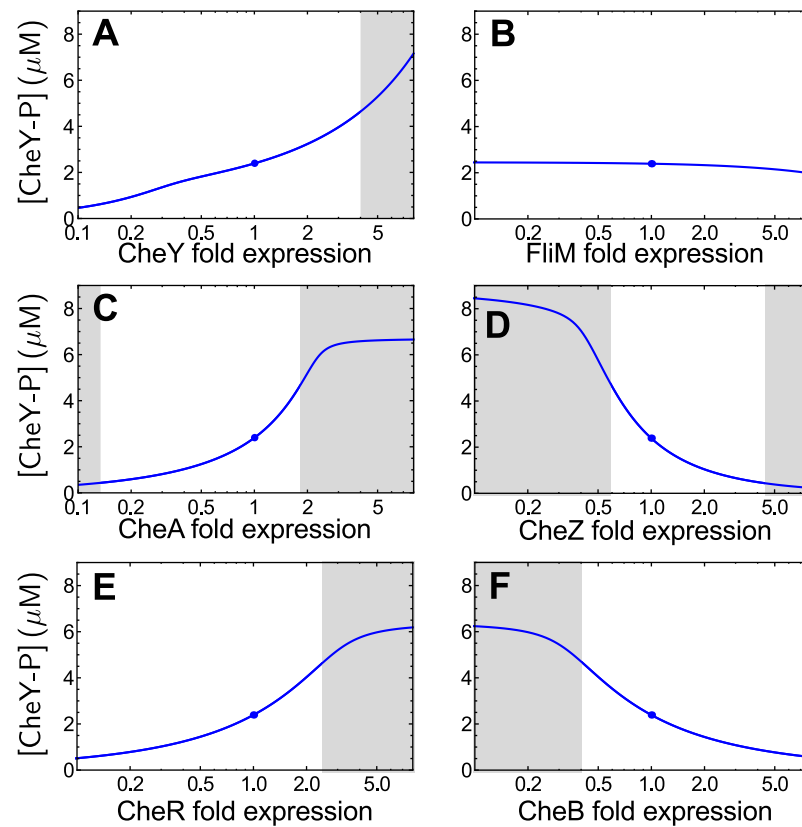 A
B
[CheY-P] (μM)
8
6
4
2
0
0.1 0.2 0.5 1 2 5
CheY fold expression
8
6
4
2
0
0.2 0.5 1.0 2.0 5.0
FliM fold expression
C
D
[CheY-P] (μM)
8
6
4
2
0
0.1 0.2 0.5 1 2 5
CheA fold expression
8
6
4
2
0
0.2 0.5 1.0 2.0 5.0
CheZ fold expression
E
F
[CheY-P] (μM)
8
6
4
2
0
0.2 0.5 1.0 2.0 5.0
CheR fold expression
8
6
4
2
0
0.2 0.5 1.0 2.0 5.0
CheB fold expression